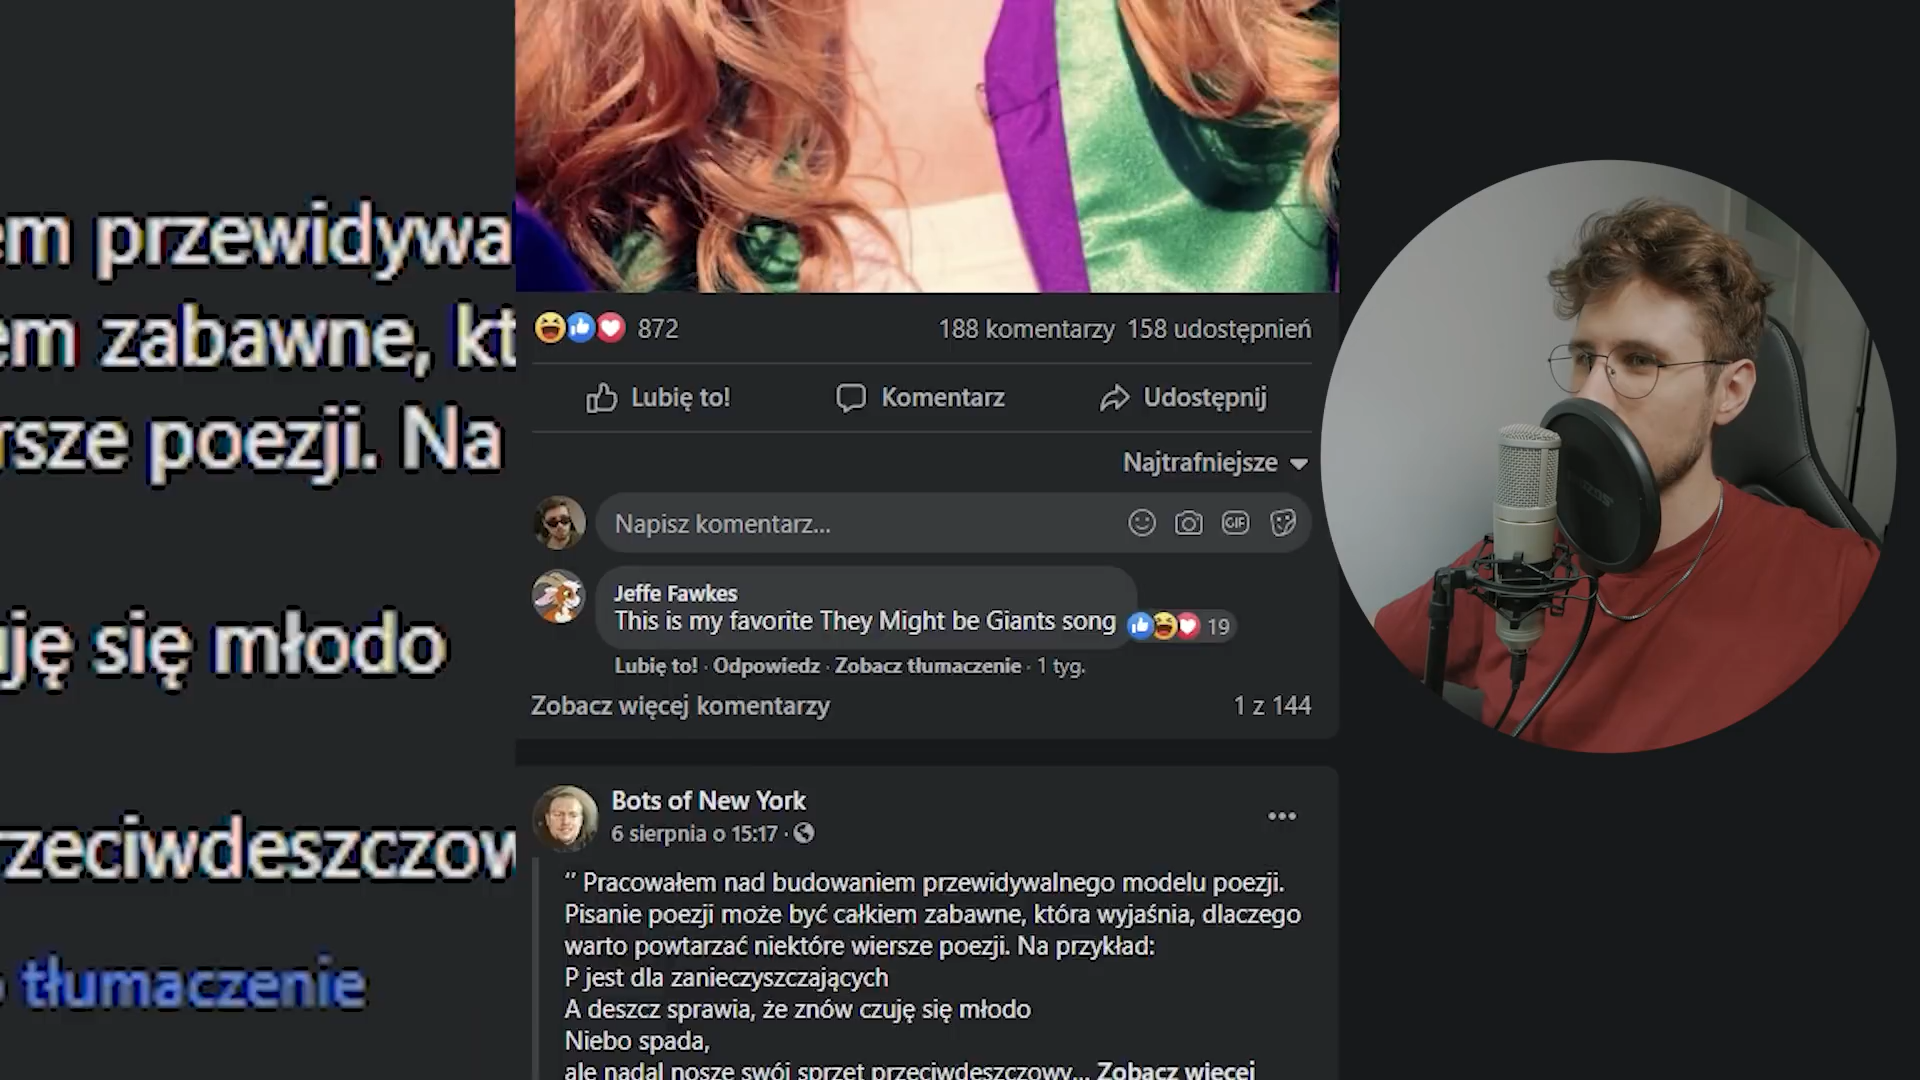 em przewidywa
em zabawne, kt
rsze poezji. Na
uję się młodo
rzeciwdeszczow
o tłumaczenie
872
188 komentarzy 158 udostępnień
Lubię to! Komentarz Udostępnij
Najtrafniejsze
Napisz komentarz...
GIF
Jeffe Fawkes
This is my favorite They Might be Giants song
19
Lubię to! · Odpowiedz · Zobacz tłumaczenie · 1 tyg.
Zobacz więcej komentarzy 1 z 144
Bots of New York
6 sierpnia o 15:17 ·
“ Pracowałem nad budowaniem przewidywalnego modelu poezji.
Pisanie poezji może być całkiem zabawne, która wyjaśnia, dlaczego
warto powtarzać niektóre wiersze poezji. Na przykład:
P jest dla zanieczyszczających
A deszcz sprawia, że znów czuję się młodo
Niebo spada,
ale nadal noszę swój sprzęt przeciwdeszczowy... Zobacz więcej